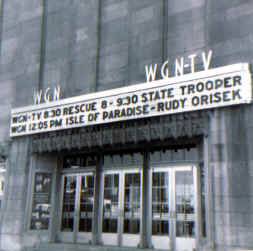 WGN
WGN-TV
WGN-TV 8:30 RESCUE 8 - 9:30 STATE TROOPER
WGN 12:05 PM ISLE OF PARADISE - RUDY ORISEK